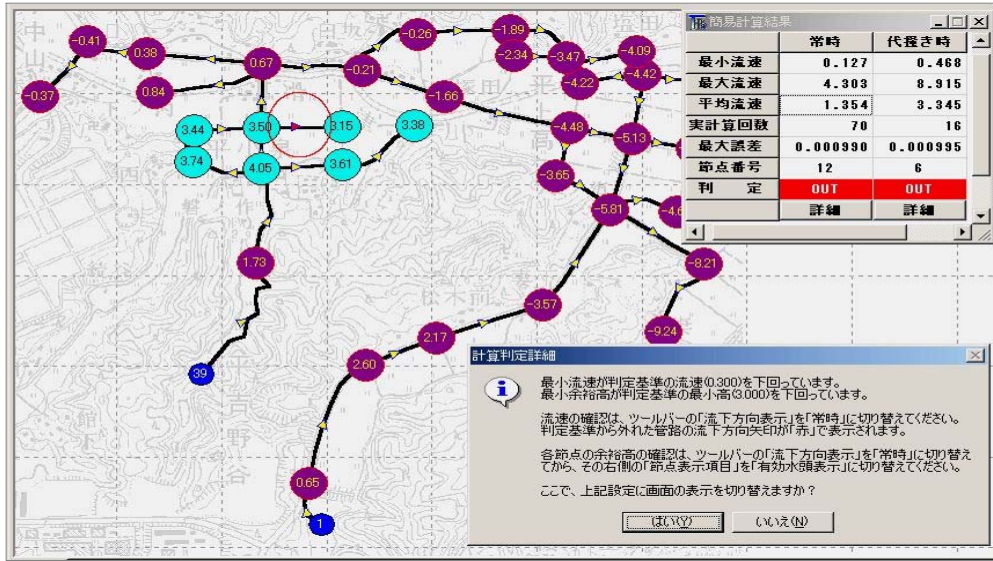 簡易計算結果
常時 代掻き時
最小流速 0.127 0.468
最大流速 4.303 8.915
平均流速 1.354 3.345
実計算回数 70 16
最大誤差 0.000990 0.000995
節点番号 12 6
判 定 OUT OUT
詳細 詳細
-0.41
0.38
0.67
-0.26
-1.89
-2.34
-3.47
-4.09
-4.22
-4.42
-0.37
0.84
-0.21
-1.66
3.44
3.50
3.15
3.38
-4.48
-5.13
3.74
4.05
3.61
-3.65
-5.81
1.73
-8.21
-3.57
-9.24
2.17
39
2.60
0.65
1
計算判定詳細
最小流速が判定基準の流速(0.300)を下回っています。
最小余裕高が判定基準の最小高(3.000)を下回っています。
流速の確認は、ツールバーの「流下方向表示」を「常時」に切り替えてください。
判定基準から外れた管路の流下方向矢印が「赤」で表示されます。
各節点の余裕高の確認は、ツールバーの「流下方向表示」を「常時」に切り替え
てから、その右側の「節点表示項目」を「有効水頭表示」に切り替えてください。
ここで、上記設定に画面の表示を切り替えますか?
はい(Y) いいえ(N)